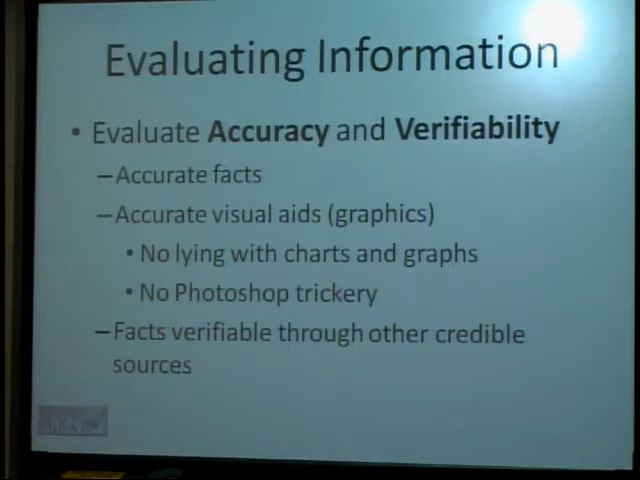 Evaluating Information
• Evaluate Accuracy and Verifiability
–Accurate facts
–Accurate visual aids (graphics)
• No lying with charts and graphs
• No Photoshop trickery
–Facts verifiable through other credible
sources